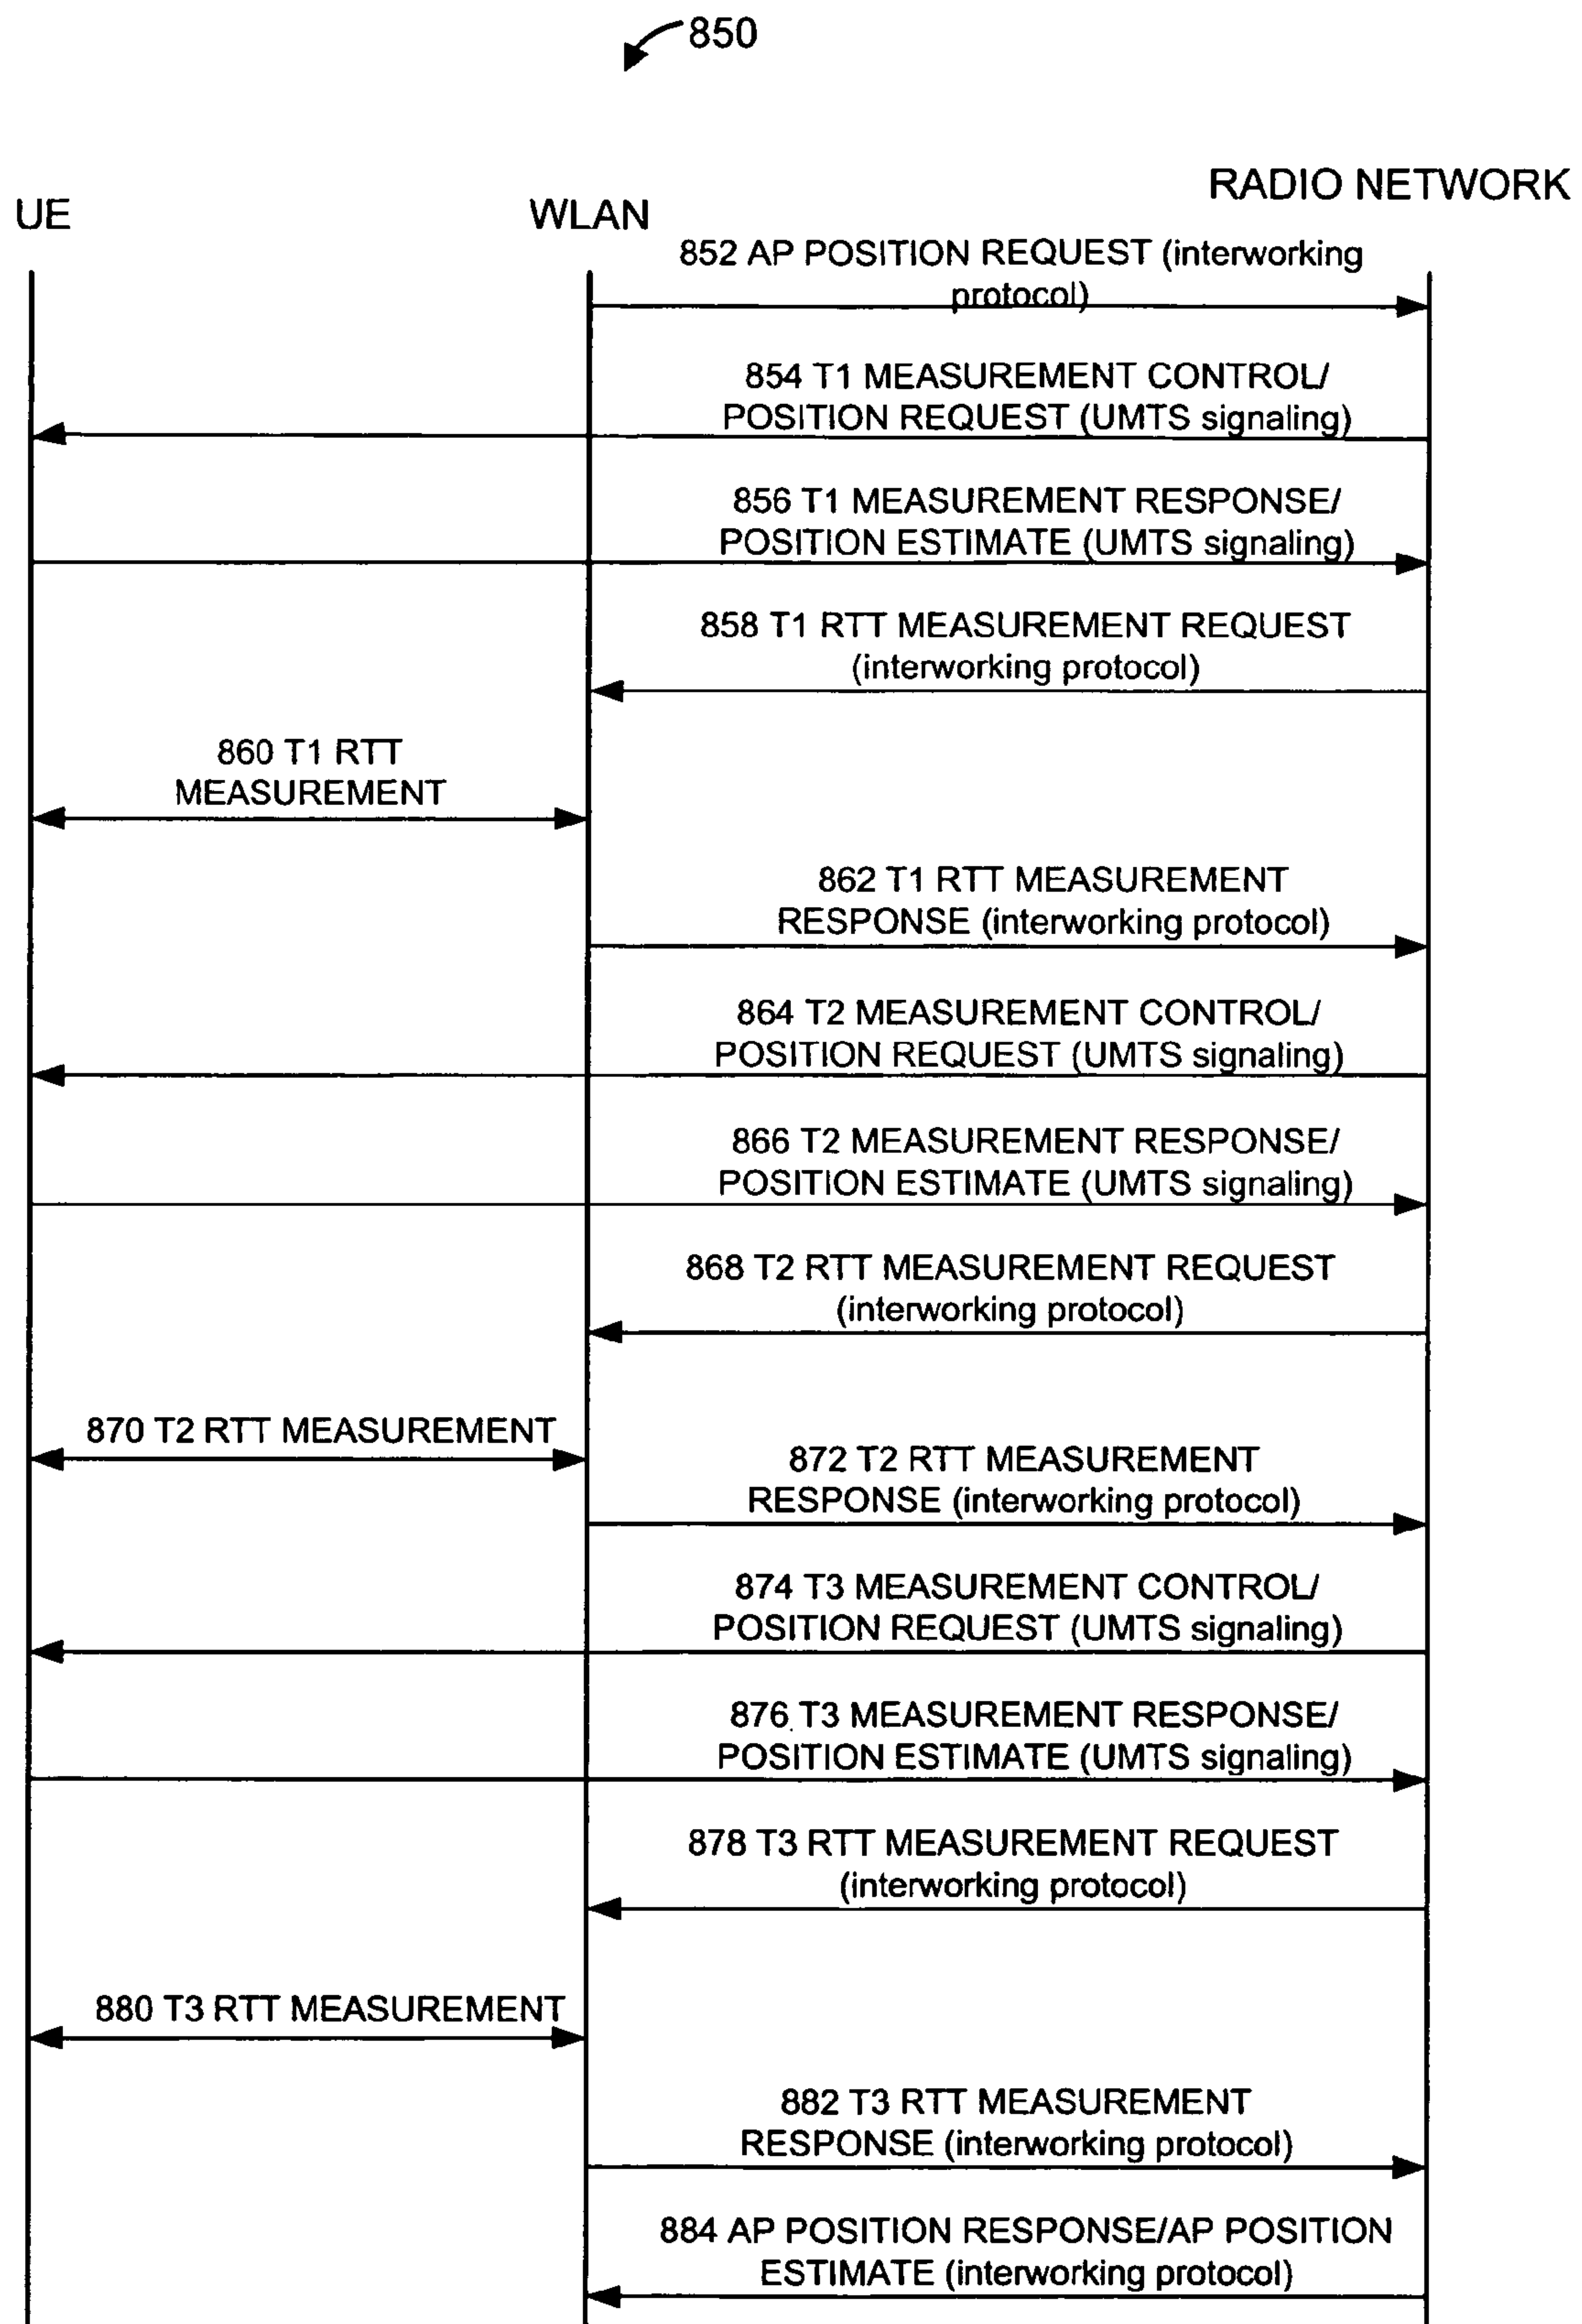 850
RADIO NETWORK
UE
WLAN
852 AP POSITION REQUEST (interworking
protocol)
854 T1 MEASUREMENT CONTROL/
POSITION REQUEST (UMTS signaling)
856 T1 MEASUREMENT RESPONSE/
POSITION ESTIMATE (UMTS signaling)
858 T1 RTT MEASUREMENT REQUEST
(interworking protocol)
860 T1 RTT
MEASUREMENT
862 T1 RTT MEASUREMENT
RESPONSE (interworking protocol)
864 T2 MEASUREMENT CONTROL/
POSITION REQUEST (UMTS signaling)
866 T2 MEASUREMENT RESPONSE/
POSITION ESTIMATE (UMTS signaling)
868 T2 RTT MEASUREMENT REQUEST
(interworking protocol)
870 T2 RTT MEASUREMENT
872 T2 RTT MEASUREMENT
RESPONSE (interworking protocol)
874 T3 MEASUREMENT CONTROL/
POSITION REQUEST (UMTS signaling)
876 T3 MEASUREMENT RESPONSE/
POSITION ESTIMATE (UMTS signaling)
878 T3 RTT MEASUREMENT REQUEST
(interworking protocol)
880 T3 RTT MEASUREMENT
882 T3 RTT MEASUREMENT
RESPONSE (interworking protocol)
884 AP POSITION RESPONSE/AP POSITION
ESTIMATE (interworking protocol)